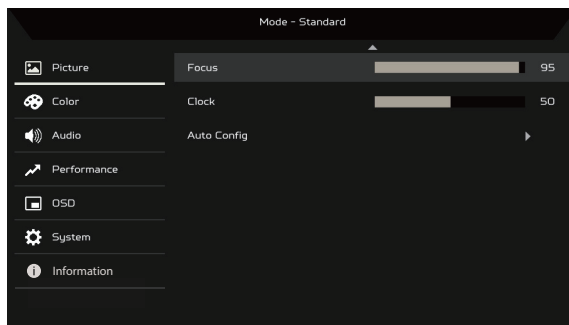 Mode - Standard
Picture
Focus 95
Color
Clock 50
Audio
Auto Config
Performance
OSD
System
Information